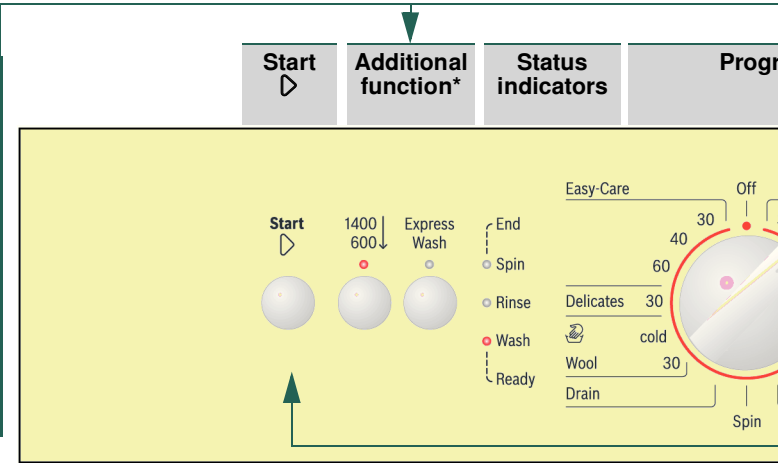 Start
Additional
function*
Status
indicators
Progr
Start
1400
600↓
Express
Wash
End
Spin
Rinse
Wash
Ready
Easy-Care
Off
30
40
60
Delicates 30
cold
Wool 30
Drain
Spin